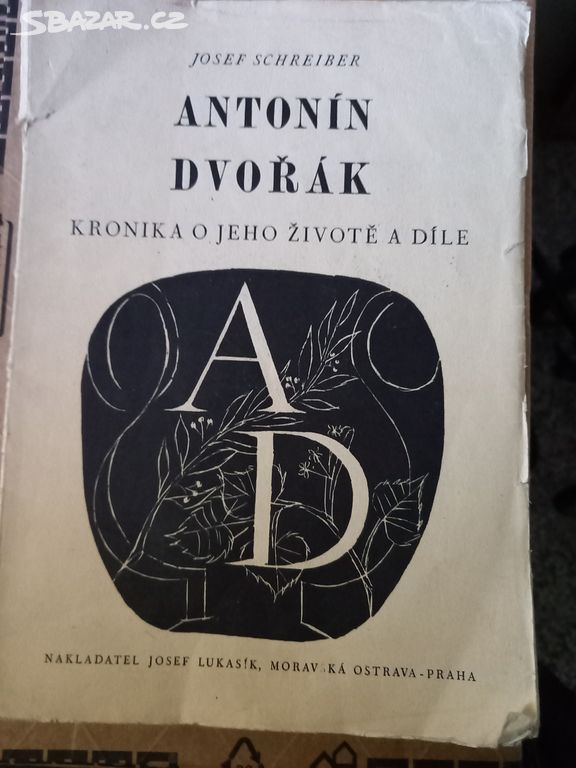 SBAZAR.CZ
JOSEF SCHREIBER
ANTONÍN
DVOŘÁK
KRONIKA O JEHO ŽIVOTĚ A DÍLE
A
D
NAKLADATEL JOSEF LUKASÍK, MORAVSKÁ OSTRAVA-PRAHA